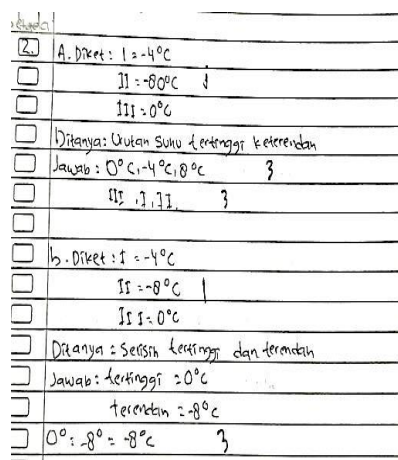 2. A. Diket : I = -4°C
II = -80°C 1
III = 0°C
Ditanya : Urutan suhu tertinggi keterendan
Jawab : 0°C, -4°C, 8°C 3
III, I, II. 3
b. Diket : I = -4°C
II = -8°C 1
III = 0°C
Ditanya : Selisih tertinggi dan terendah
Jawab : tertinggi = 0°C
terendah = -8°C
0° : -8° = -8°C 3